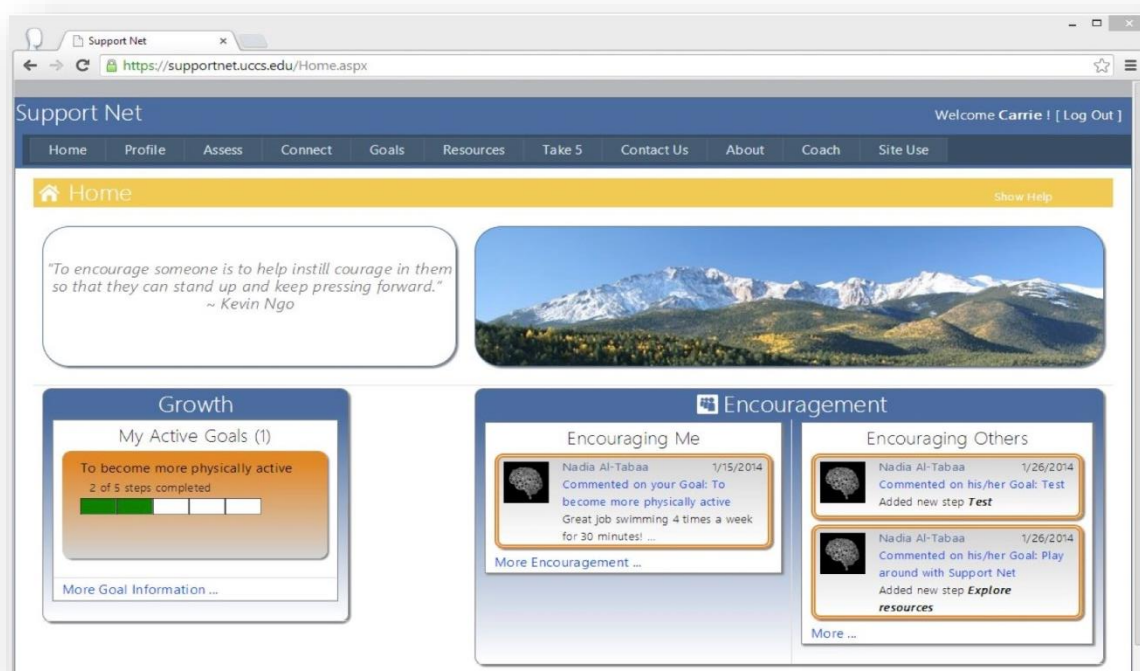 Support Net
https://supportnet.uccs.edu/Home.aspx
Support Net
Welcome Carrie ! [ Log Out ]
Home Profile Assess Connect Goals Resources Take 5 Contact Us About Coach Site Use
Home
Show Help
"To encourage someone is to help instill courage in them
so that they can stand up and keep pressing forward."
~ Kevin Ngo
Growth
My Active Goals (1)
To become more physically active
2 of 5 steps completed
More Goal Information ...
Encouragement
Encouraging Me
Nadia Al-Tabaa 1/15/2014
Commented on your Goal: To
become more physically active
Great job swimming 4 times a week
for 30 minutes! ...
More Encouragement ...
Encouraging Others
Nadia Al-Tabaa 1/26/2014
Commented on his/her Goal: Test
Added new step Test
Nadia Al-Tabaa 1/26/2014
Commented on his/her Goal: Play
around with Support Net
Added new step Explore
resources
More ...